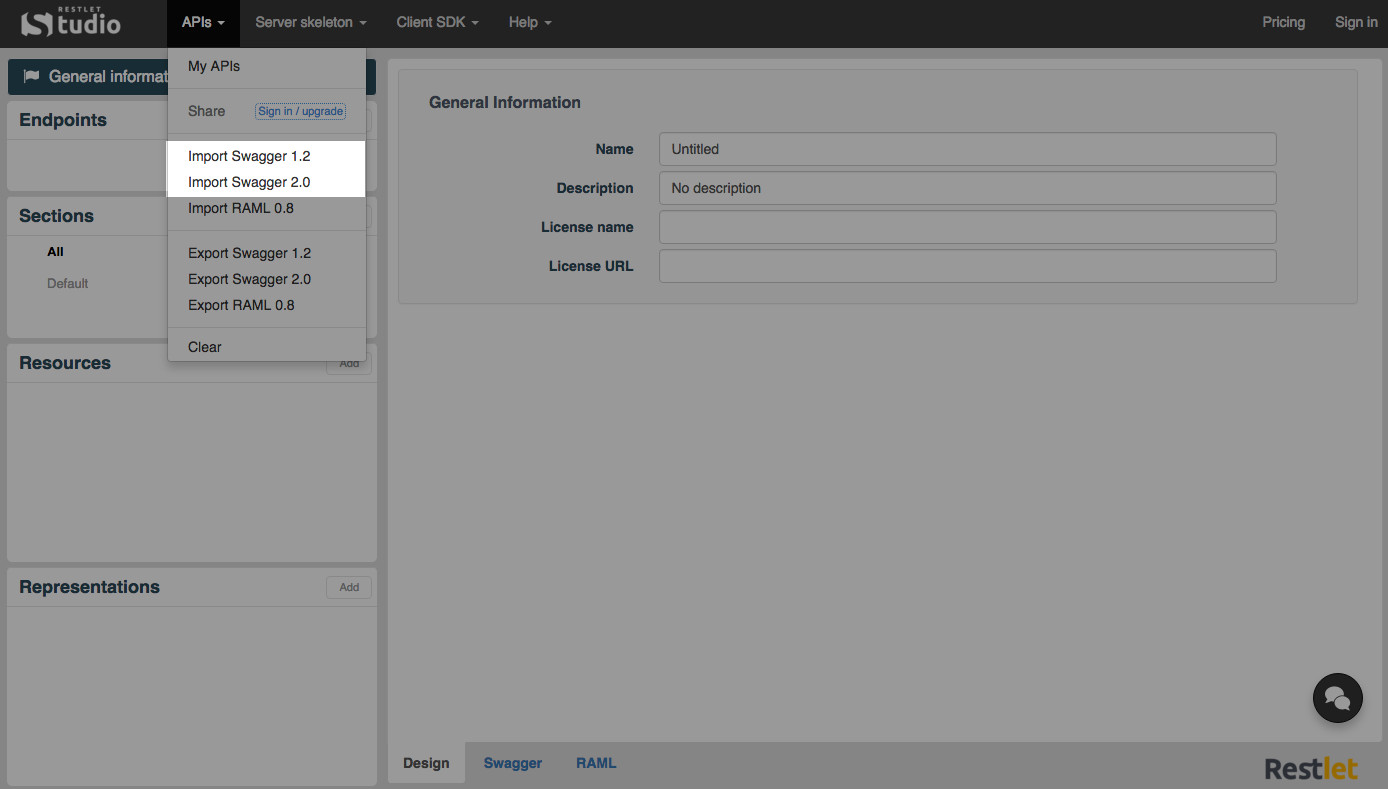 RESTLET
Studio
APIs
Server skeleton
Client SDK
Help
Pricing
Sign in
General informat
My APIs
Share
Sign in / upgrade
Import Swagger 1.2
Import Swagger 2.0
Import RAML 0.8
Export Swagger 1.2
Export Swagger 2.0
Export RAML 0.8
Clear
Endpoints
Sections
All
Default
Resources
Add
Representations
Add
General Information
Name
Untitled
Description
No description
License name
License URL
Design
Swagger
RAML
Restlet